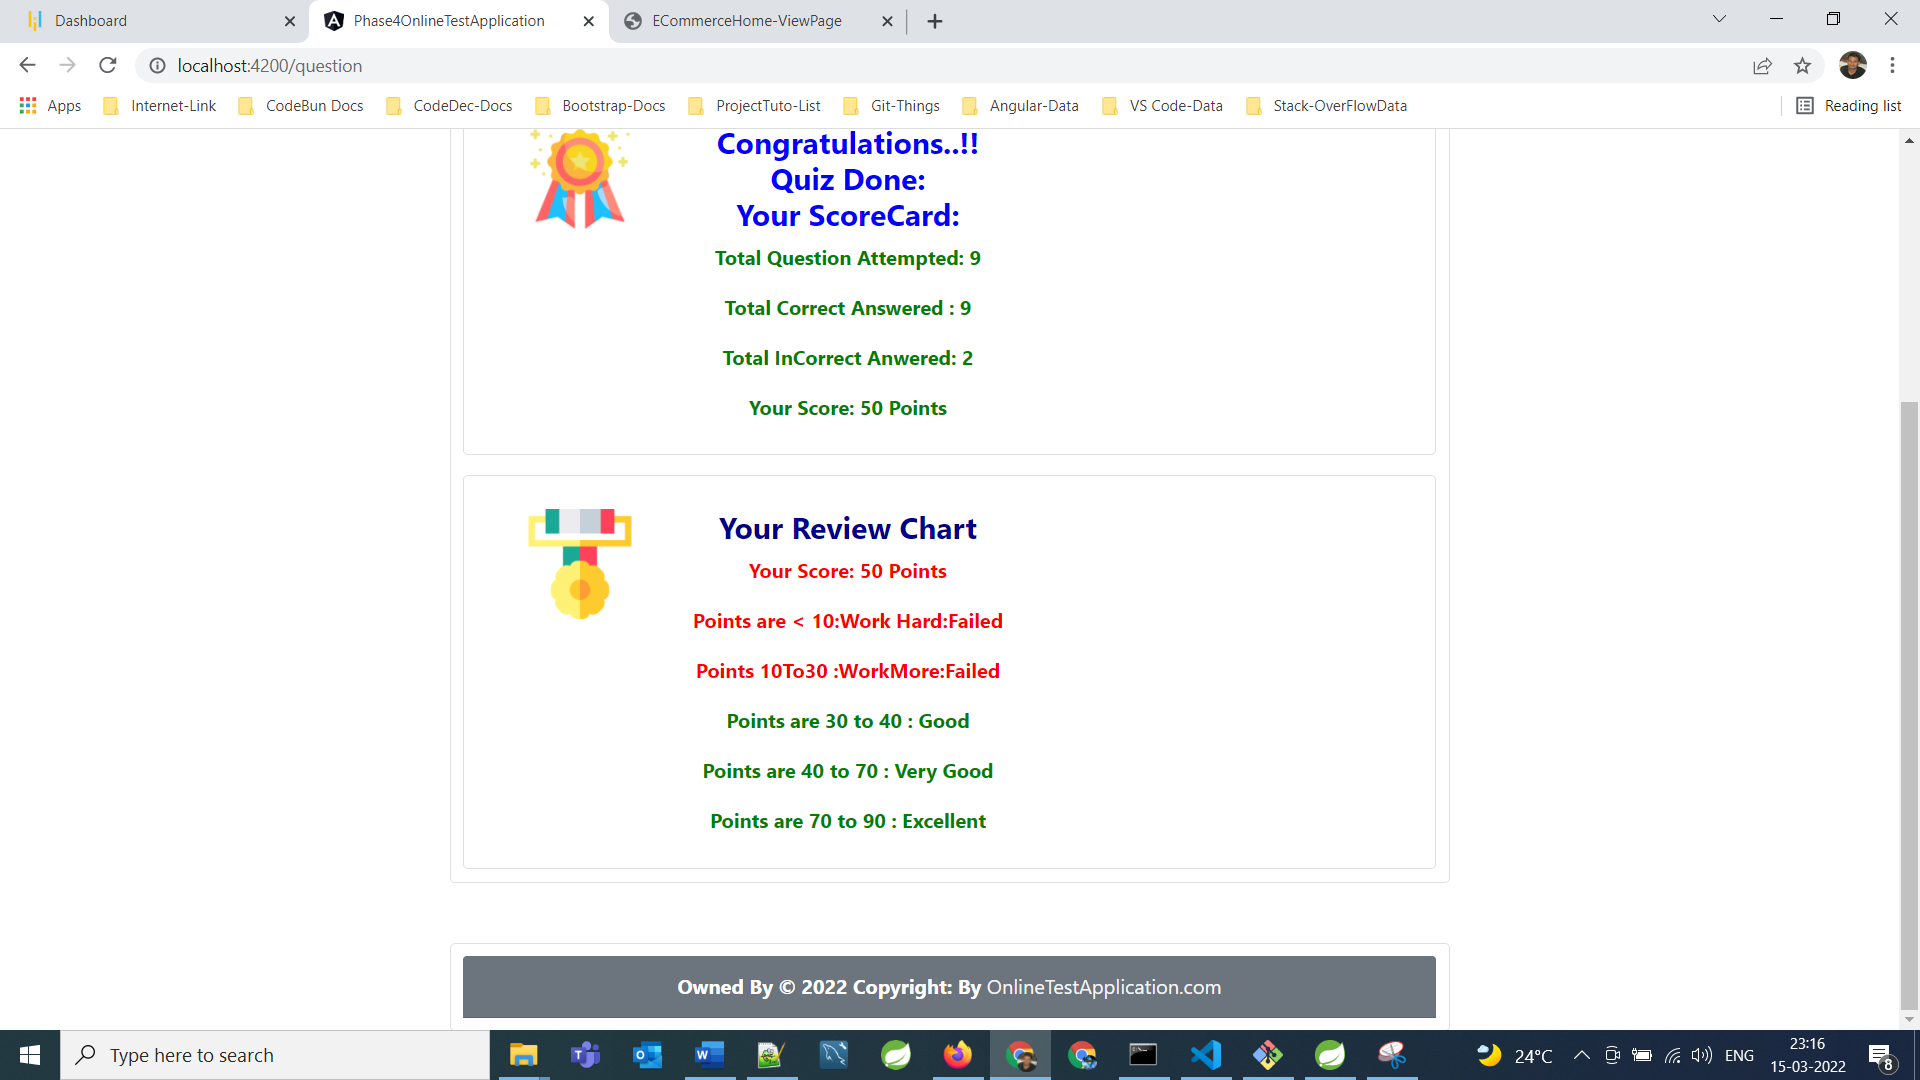 Dashboard
Phase4OnlineTestApplication
ECommerceHome-ViewPage
localhost:4200/question
Apps
Internet-Link
CodeBun Docs
CodeDec-Docs
Bootstrap-Docs
ProjectTuto-List
Git-Things
Angular-Data
VS Code-Data
Stack-OverFlowData
Reading list
Congratulations..!!
Quiz Done:
Your ScoreCard:
Total Question Attempted: 9
Total Correct Answered : 9
Total InCorrect Anwered: 2
Your Score: 50 Points
Your Review Chart
Your Score: 50 Points
Points are < 10:Work Hard:Failed
Points 10To30 :WorkMore:Failed
Points are 30 to 40 : Good
Points are 40 to 70 : Very Good
Points are 70 to 90 : Excellent
Owned By © 2022 Copyright: By OnlineTestApplication.com
Type here to search
24°C
ENG
23:16
15-03-2022
8